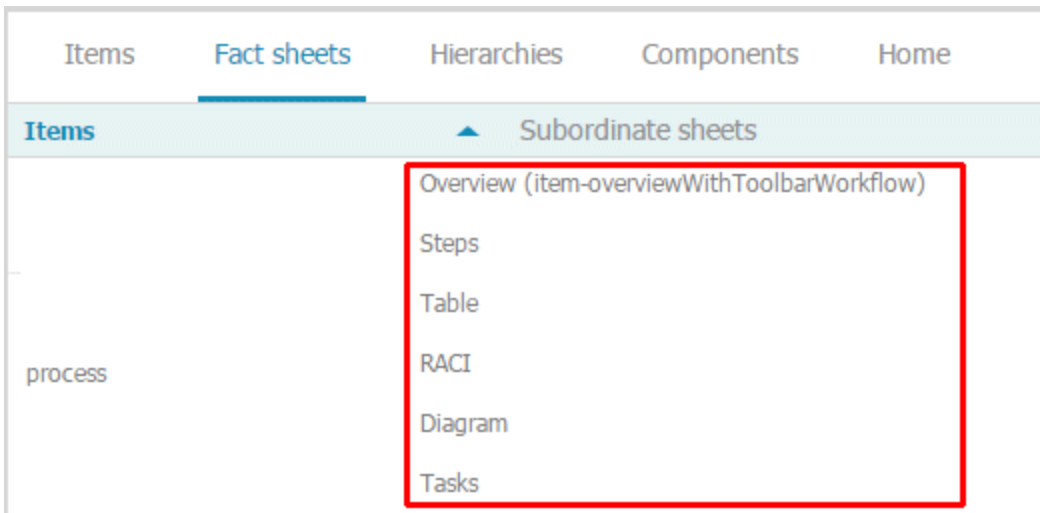 Items Fact sheets Hierarchies Components Home
Items Subordinate sheets
Overview (item-overviewWithToolbarWorkflow)
Steps
Table
RACI
process
Diagram
Tasks